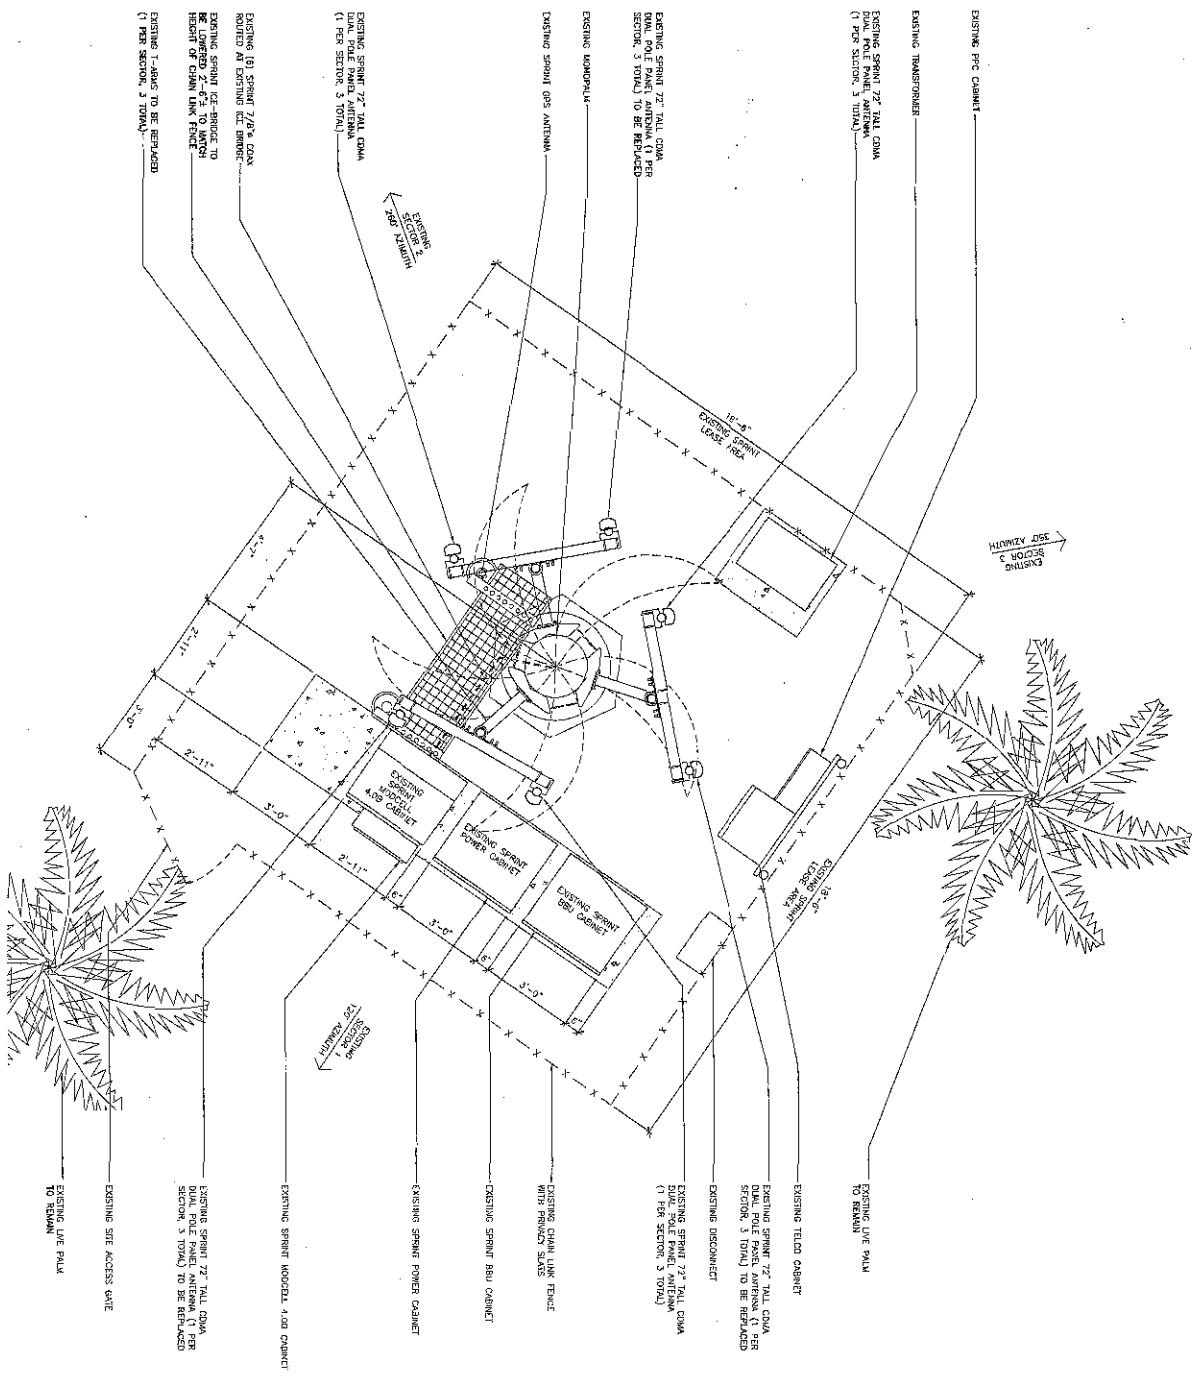 EXISTING PPC CABINET
EXISTING TRANSFORMER
EXISTING SPRINT 72" TALL CDMA
DUAL POLE PANEL ANTENNA
(1 PER SECTOR, 3 TOTAL)
EXISTING SPRINT 72" TALL CDMA
DUAL POLE PANEL ANTENNA (1 PER
SECTOR, 3 TOTAL) TO BE REPLACED
EXISTING MONOPALM
EXISTING SPRINT GPS ANTENNA
EXISTING SPRINT 72" TALL CDMA
DUAL POLE PANEL ANTENNA
(1 PER SECTOR, 3 TOTAL)
EXISTING (6) SPRINT 7/8"ø COAX
ROUTED AT EXISTING ICE BRIDGE
EXISTING SPRINT ICE-BRIDGE TO
BE LOWERED 2'-6"± TO MATCH
HEIGHT OF CHAIN LINK FENCE
EXISTING T-ARMS TO BE REPLACED
(1 PER SECTOR, 3 TOTAL)
EXISTING
SECTOR 2
260° AZIMUTH
18'-6"
EXISTING SPRINT
LEASE AREA
EXISTING
SECTOR 3
350° AZIMUTH
4'-7"
2'-11"
3'-0"
2'-11"
3'-0"
2'-11"
6"
3'-0"
6"
3'-0"
6"
EXISTING
SPRINT
MODCELL
4.0B CABINET
EXISTING SPRINT
POWER CABINET
EXISTING SPRINT
BBU CABINET
18'-6"
EXISTING SPRINT
LEASE AREA
EXISTING
SECTOR 1
120° AZIMUTH
EXISTING LIVE PALM
TO REMAIN
EXISTING TELCO CABINET
EXISTING SPRINT 72" TALL CDMA
DUAL POLE PANEL ANTENNA (1 PER
SECTOR, 3 TOTAL) TO BE REPLACED
EXISTING DISCONNECT
EXISTING SPRINT 72" TALL CDMA
DUAL POLE PANEL ANTENNA
(1 PER SECTOR, 3 TOTAL)
EXISTING CHAIN LINK FENCE
WITH PRIVACY SLATS
EXISTING SPRINT BBU CABINET
EXISTING SPRINT POWER CABINET
EXISTING SPRINT MODCELL 4.0B CABINET
EXISTING SPRINT 72" TALL CDMA
DUAL POLE PANEL ANTENNA (1 PER
SECTOR, 3 TOTAL) TO BE REPLACED
EXISTING SITE ACCESS GATE
EXISTING LIVE PALM
TO REMAIN